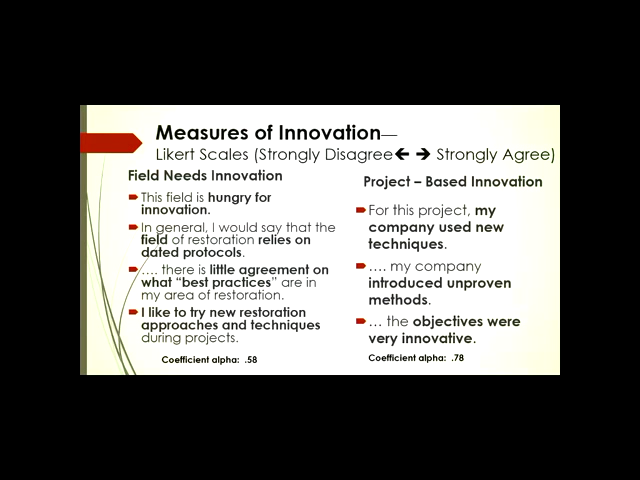 Measures of Innovation—
Likert Scales (Strongly Disagree🡸 🡺 Strongly Agree)
Field Needs Innovation
This field is hungry for
innovation.
In general, I would say that the
field of restoration relies on
dated protocols.
…. there is little agreement on
what “best practices” are in
my area of restoration.
I like to try new restoration
approaches and techniques
during projects.
Coefficient alpha: .58
Project – Based Innovation
For this project, my
company used new
techniques.
…. my company
introduced unproven
methods.
… the objectives were
very innovative.
Coefficient alpha: .78